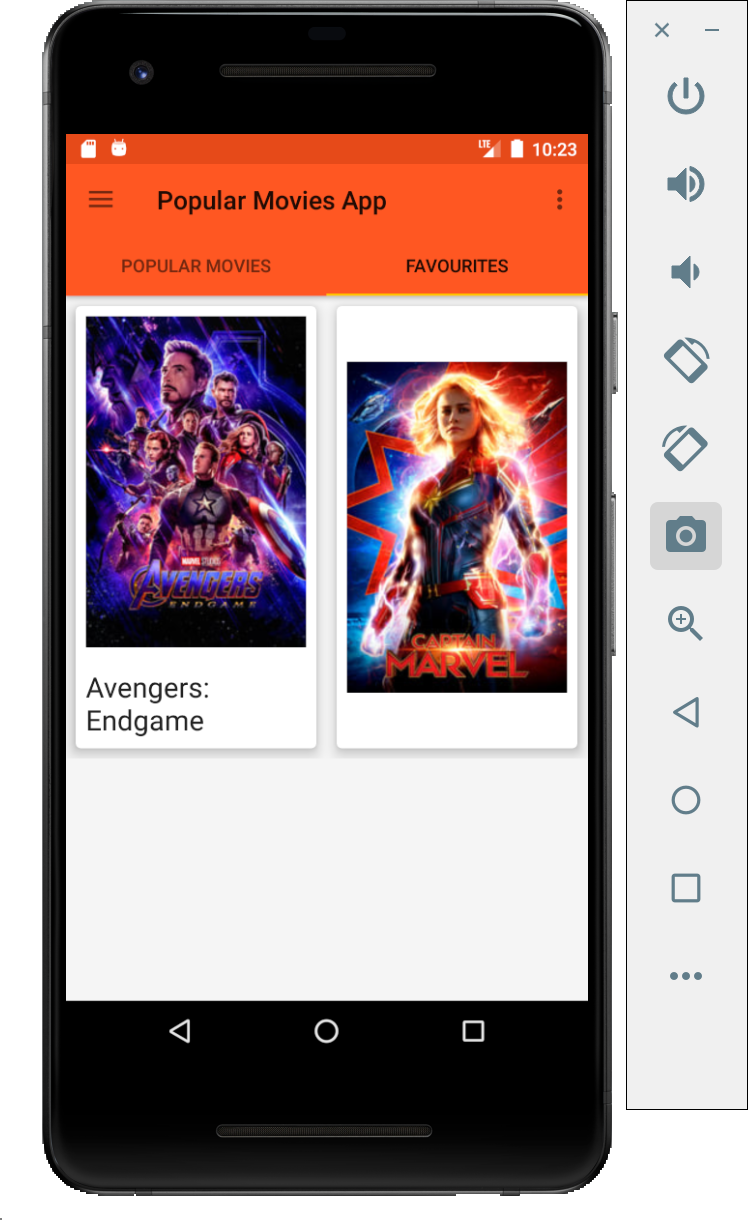 LTE 10:23
Popular Movies App
POPULAR MOVIES FAVOURITES
MARVEL STUDIOS
AVENGERS
ENDGAME
CAPTAIN
MARVEL
Avengers:
Endgame